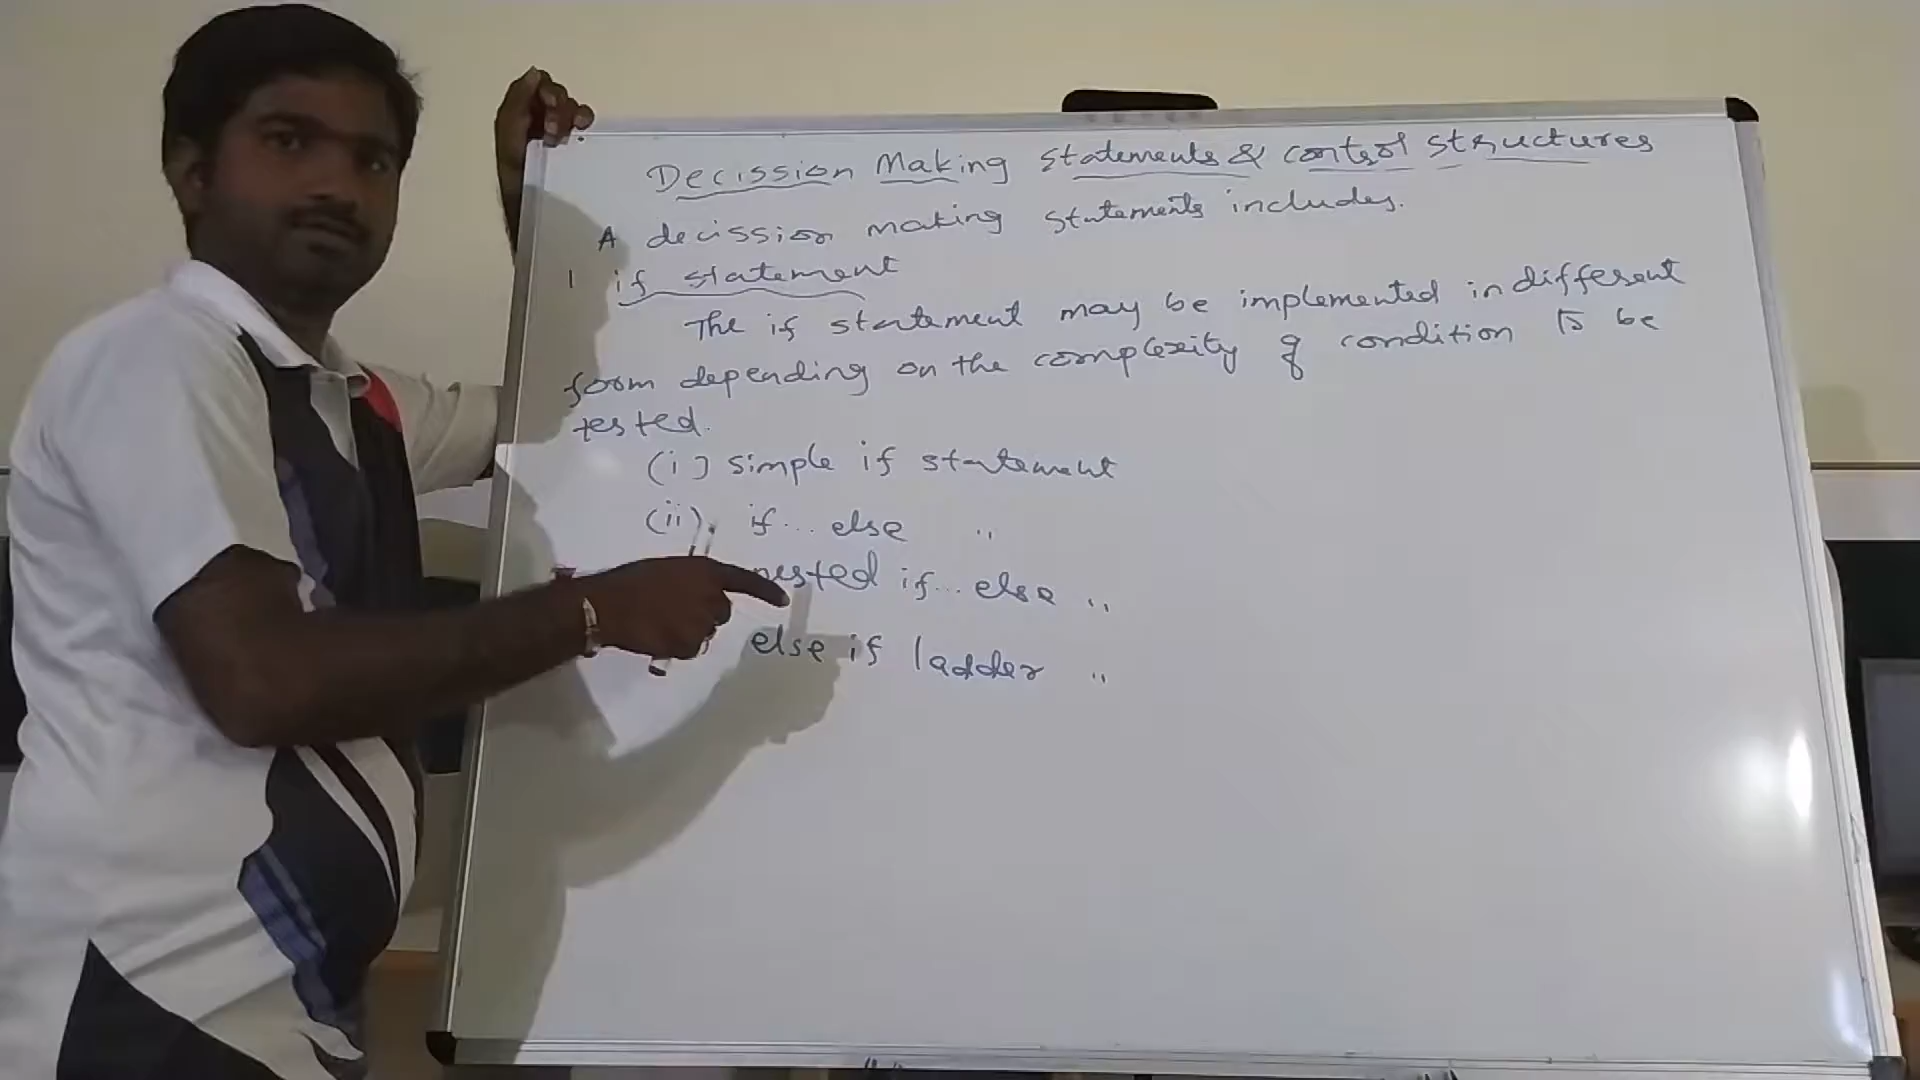 Decission Making statements & control structures
A decission making statements includes.
1 if statement
The if statement may be implemented in different
form depending on the complexity of condition to be
tested.
(i) simple if statement
(ii) if... else "
nested if... else "
else if ladder "